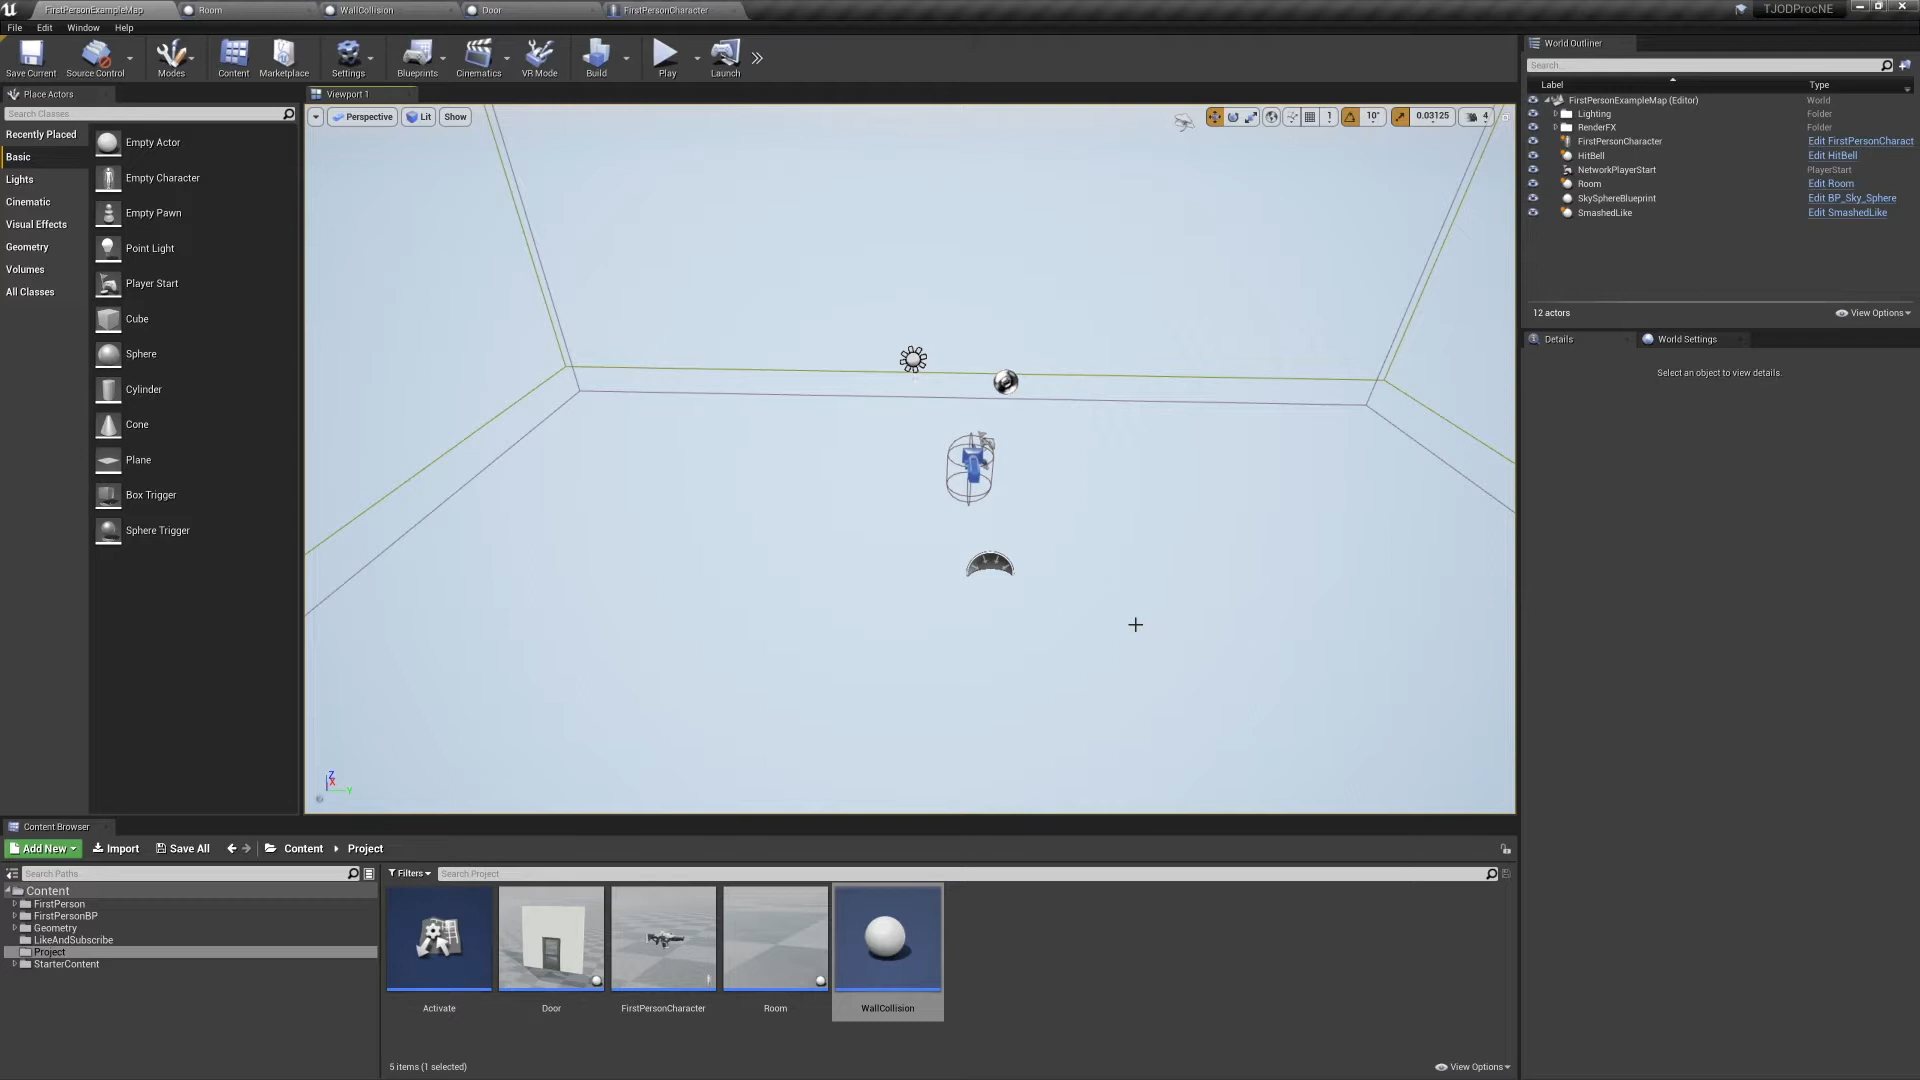 FirstPersonExampleMap
Room
WallCollision
Door
FirstPersonCharacter
TJODProcNE
File
Edit
Window
Help
Save Current
Source Control
Modes
Content
Marketplace
Settings
Blueprints
Cinematics
VR Mode
Build
Play
Launch
Place Actors
Search Classes
Recently Placed
Basic
Lights
Cinematic
Visual Effects
Geometry
Volumes
All Classes
Empty Actor
Empty Character
Empty Pawn
Point Light
Player Start
Cube
Sphere
Cylinder
Cone
Plane
Box Trigger
Sphere Trigger
Viewport 1
Perspective
Lit
Show
1
10°
0.03125
4
Z
X
Y
World Outliner
Search...
Label
Type
FirstPersonExampleMap (Editor)
World
Lighting
Folder
RenderFX
Folder
FirstPersonCharacter
Edit FirstPersonCharact
HitBell
Edit HitBell
NetworkPlayerStart
PlayerStart
Room
Edit Room
SkySphereBlueprint
Edit BP_Sky_Sphere
SmashedLike
Edit SmashedLike
12 actors
View Options
Details
World Settings
Select an object to view details.
Content Browser
Add New
Import
Save All
Content
Project
Search Paths
Content
FirstPerson
FirstPersonBP
Geometry
LikeAndSubscribe
Project
StarterContent
Filters
Search Project
Activate
Door
FirstPersonCharacter
Room
WallCollision
5 items (1 selected)
View Options